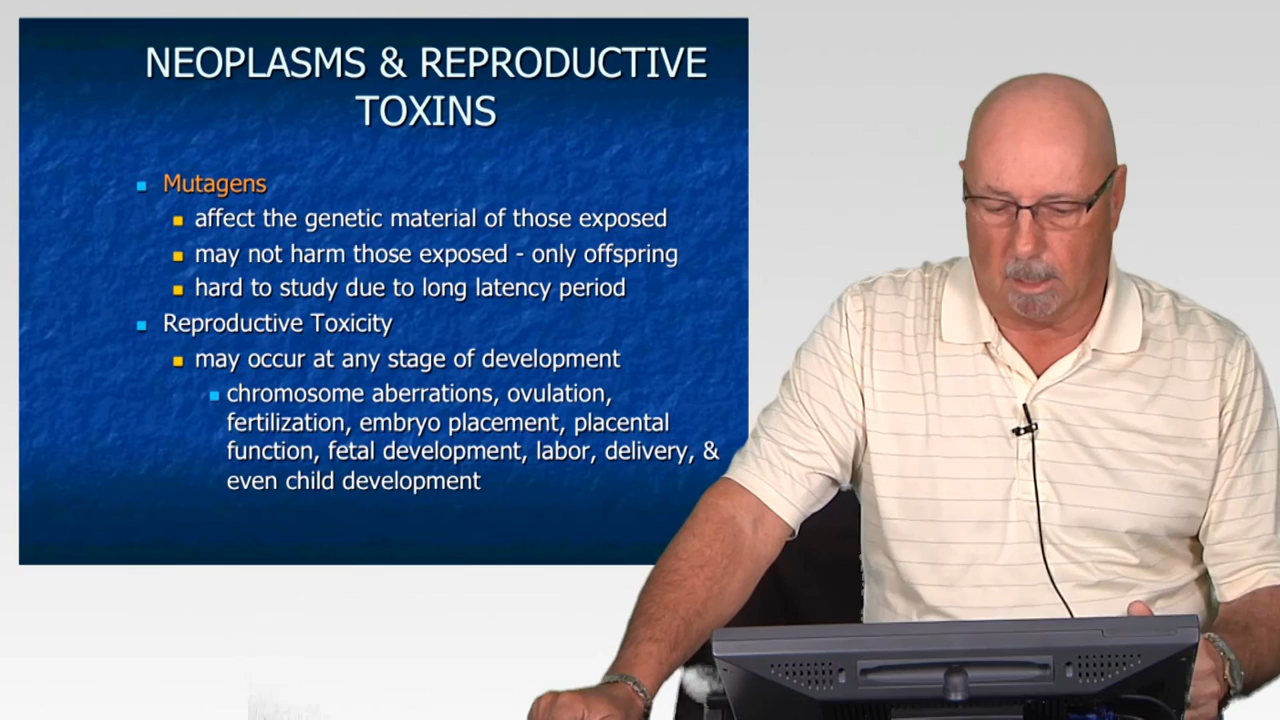 NEOPLASMS & REPRODUCTIVE
TOXINS
Mutagens
affect the genetic material of those exposed
may not harm those exposed - only offspring
hard to study due to long latency period
Reproductive Toxicity
may occur at any stage of development
chromosome aberrations, ovulation,
fertilization, embryo placement, placental
function, fetal development, labor, delivery, &
even child development